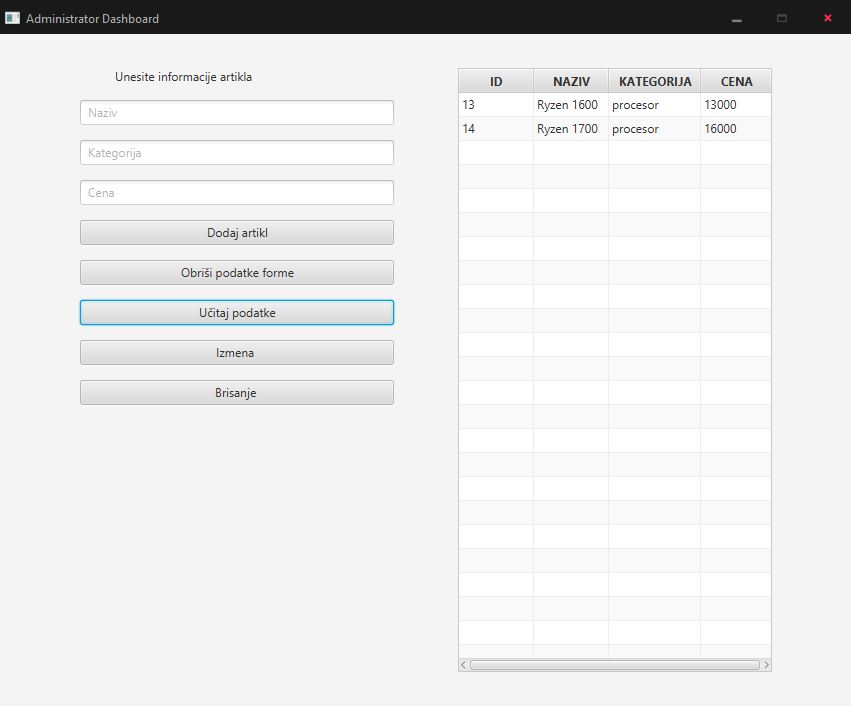 Administrator Dashboard
Unesite informacije artikla
Naziv
Kategorija
Cena
Dodaj artikl
Obriši podatke forme
Učitaj podatke
Izmena
Brisanje
ID NAZIV KATEGORIJA CENA
13 Ryzen 1600 procesor 13000
14 Ryzen 1700 procesor 16000